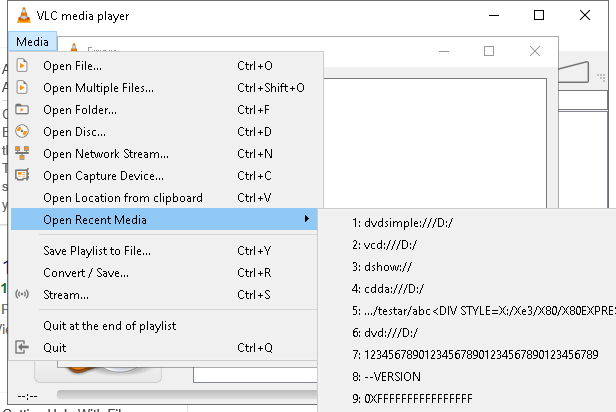 VLC media player
Media
Open File... Ctrl+O
Open Multiple Files... Ctrl+Shift+O
Open Folder... Ctrl+F
Open Disc... Ctrl+D
Open Network Stream... Ctrl+N
Open Capture Device... Ctrl+C
Open Location from clipboard Ctrl+V
Open Recent Media
Save Playlist to File... Ctrl+Y
Convert / Save... Ctrl+R
Stream... Ctrl+S
Quit at the end of playlist
Quit Ctrl+Q
1: dvdsimple:///D:/
2: vcd:///D:/
3: dshow://
4: cdda:///D:/
5: .../testar/abc<DIV STYLE=X:/Xe3/X80/X80EXPRE
6: dvd:///D:/
7: 123456789012345678901234567890123456789
8: --VERSION
9: 0XFFFFFFFFFFFFFFFF
--:--